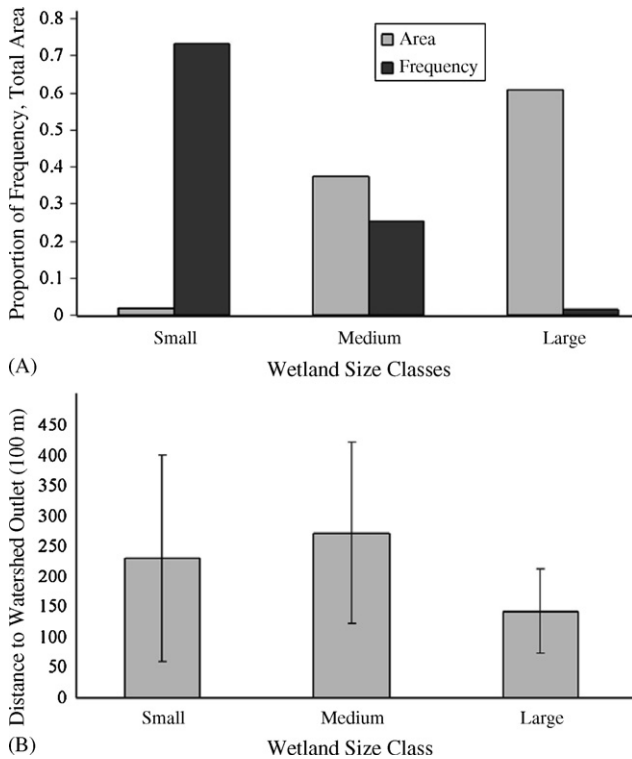 Proportion of Frequency, Total Area
0.8
0.7
0.6
0.5
0.4
0.3
0.2
0.1
0
Area
Frequency
Small Medium Large
(A) Wetland Size Classes
Distance to Watershed Outlet (100 m)
450
400
350
300
250
200
150
100
50
0
Small Medium Large
(B) Wetland Size Class